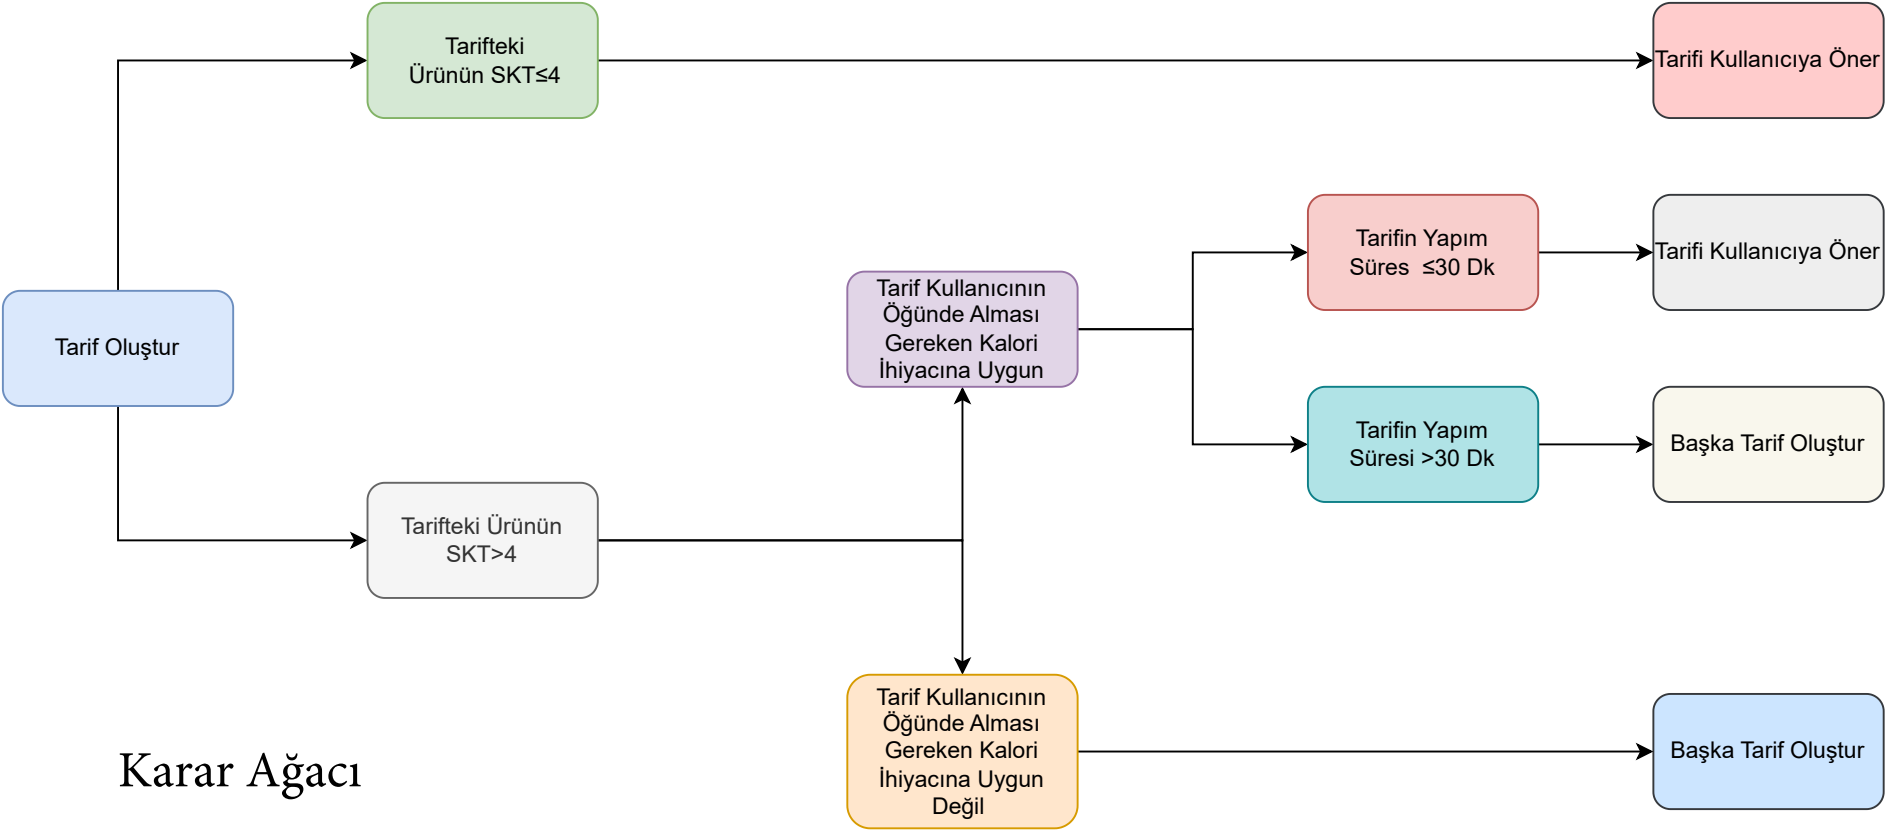 Tarifteki
Ürünün SKT≤4
Tarifi Kullanıcıya Öner
Tarifin Yapım
Süres ≤30 Dk
Tarifi Kullanıcıya Öner
Tarif Kullanıcının
Öğünde Alması
Gereken Kalori
İhiyacına Uygun
Tarif Oluştur
Tarifin Yapım
Süresi >30 Dk
Başka Tarif Oluştur
Tarifteki Ürünün
SKT>4
Tarif Kullanıcının
Öğünde Alması
Gereken Kalori
İhiyacına Uygun
Değil
Başka Tarif Oluştur
Karar Ağacı